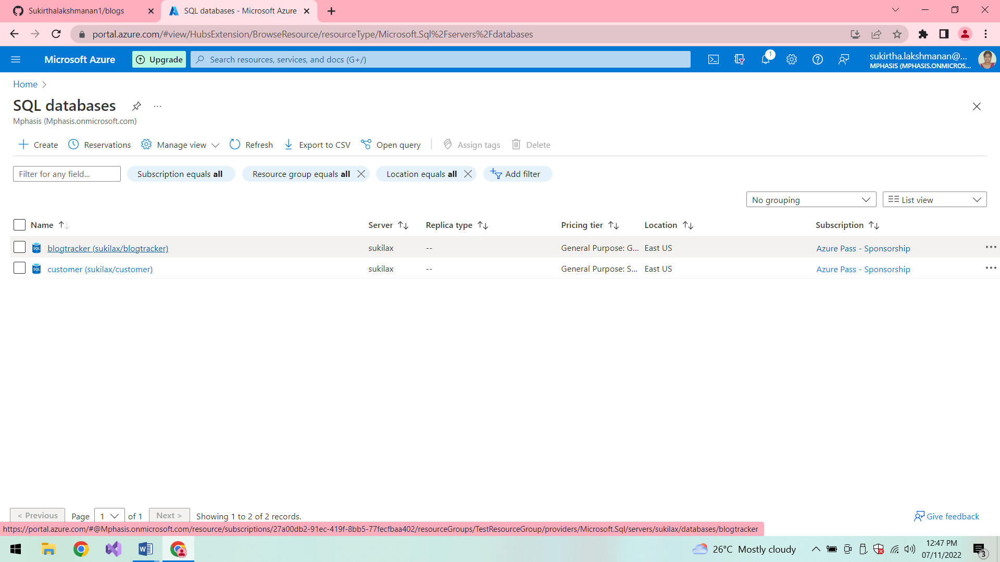 Sukirthalakshmanan1/blogs
SQL databases - Microsoft Azure
portal.azure.com/#view/HubsExtension/BrowseResource/resourceType/Microsoft.Sql%2Fservers%2Fdatabases
Microsoft Azure
Upgrade
Search resources, services, and docs (G+/)
1
sukirtha.lakshmanan@...
MPHASIS (MPHASIS.ONMICROS...
Home
SQL databases
Mphasis (Mphasis.onmicrosoft.com)
Create
Reservations
Manage view
Refresh
Export to CSV
Open query
Assign tags
Delete
Filter for any field...
Subscription equals all
Resource group equals all
Location equals all
Add filter
No grouping
List view
Name
Server
Replica type
Pricing tier
Location
Subscription
SQL blogtracker (sukilax/blogtracker) sukilax -- General Purpose: G... East US Azure Pass - Sponsorship
SQL customer (sukilax/customer) sukilax -- General Purpose: S... East US Azure Pass - Sponsorship
< Previous Page 1 of 1 Next > Showing 1 to 2 of 2 records.
Give feedback
https://portal.azure.com/#@Mphasis.onmicrosoft.com/resource/subscriptions/27a00db2-91ec-419f-8bb5-77fecfbaa402/resourceGroups/TestResourceGroup/providers/Microsoft.Sql/servers/sukilax/databases/blogtracker
26°C Mostly cloudy
12:47 PM
07/11/2022
3